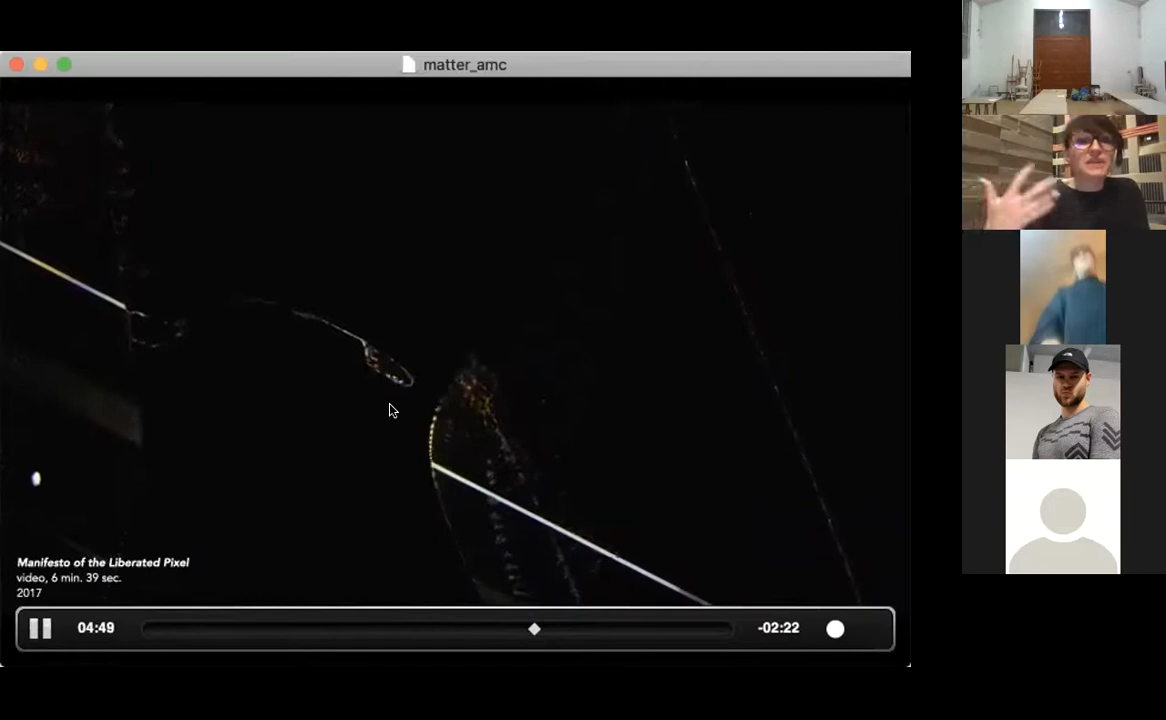 matter_amc
Manifesto of the Liberated Pixel
video, 6 min. 39 sec.
2017
04:49
-02:22